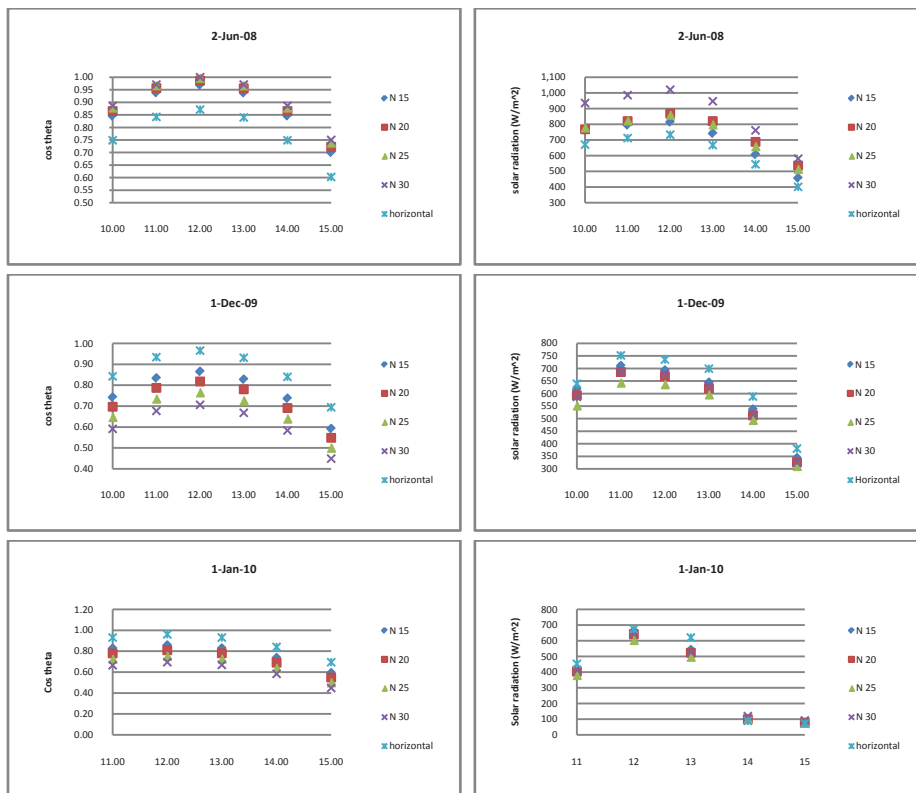 2-Jun-08
cos theta
1.00
0.95
0.90
0.85
0.80
0.75
0.70
0.65
0.60
0.55
0.50
10.00 11.00 12.00 13.00 14.00 15.00
N 15
N 20
N 25
N 30
horizontal
2-Jun-08
solar radiation (W/m^2)
1,100
1,000
900
800
700
600
500
400
300
10.00 11.00 12.00 13.00 14.00 15.00
N 15
N 20
N 25
N 30
horizontal
1-Dec-09
cos theta
1.00
0.90
0.80
0.70
0.60
0.50
0.40
10.00 11.00 12.00 13.00 14.00 15.00
N 15
N 20
N 25
N 30
horizontal
1-Dec-09
solar radiation (W/m^2)
800
750
700
650
600
550
500
450
400
350
300
10.00 11.00 12.00 13.00 14.00 15.00
N 15
N 20
N 25
N 30
Horizontal
1-Jan-10
Cos theta
1.20
1.00
0.80
0.60
0.40
0.20
0.00
11.00 12.00 13.00 14.00 15.00
N 15
N 20
N 25
N 30
horizontal
1-Jan-10
Solar radiation (W/m^2)
800
700
600
500
400
300
200
100
0
11 12 13 14 15
N 15
N 20
N 25
N 30
horizontal